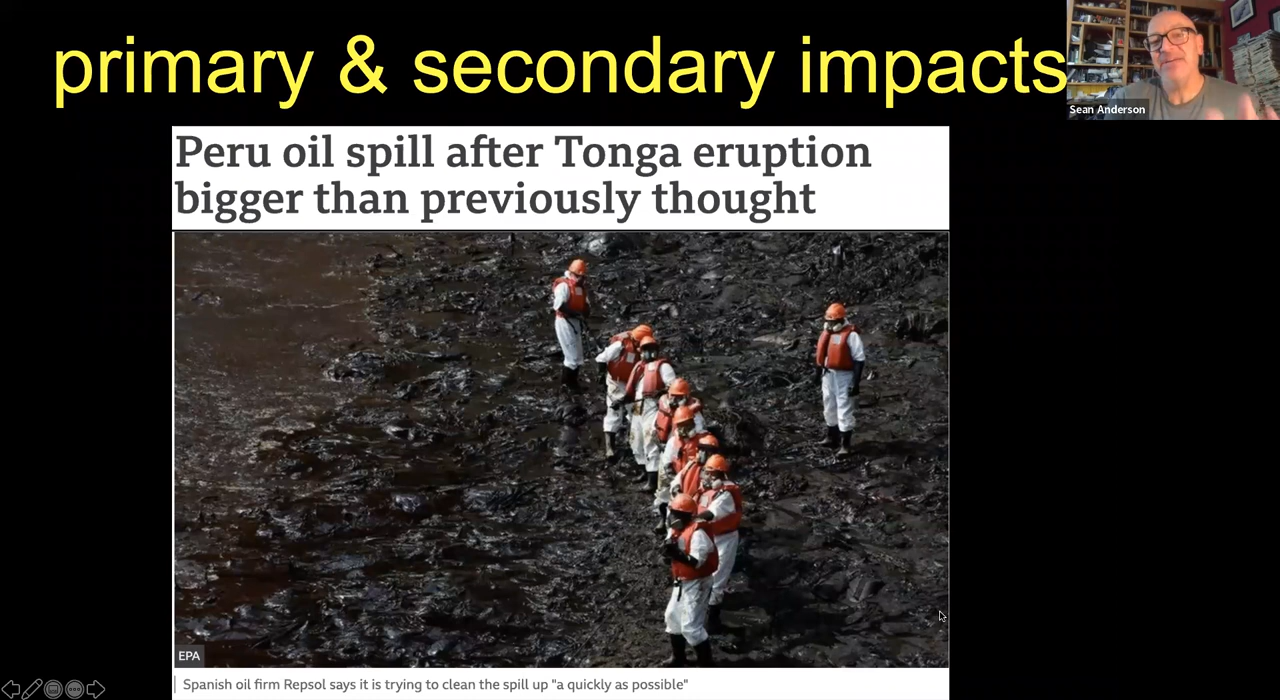 primary & secondary impacts
Sean Anderson
Peru oil spill after Tonga eruption
bigger than previously thought
EPA
Spanish oil firm Repsol says it is trying to clean the spill up "a quickly as possible"